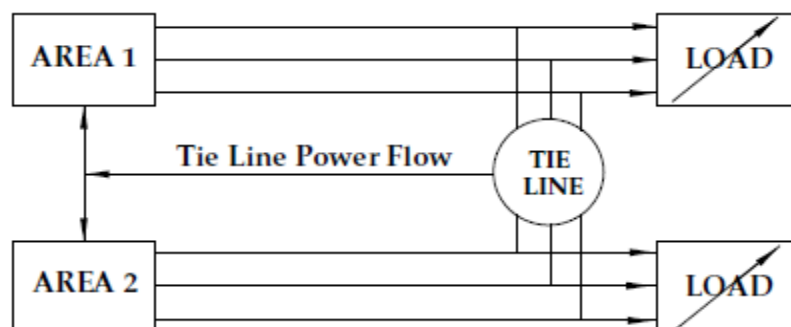 AREA 1
LOAD
Tie Line Power Flow
TIE
LINE
AREA 2
LOAD